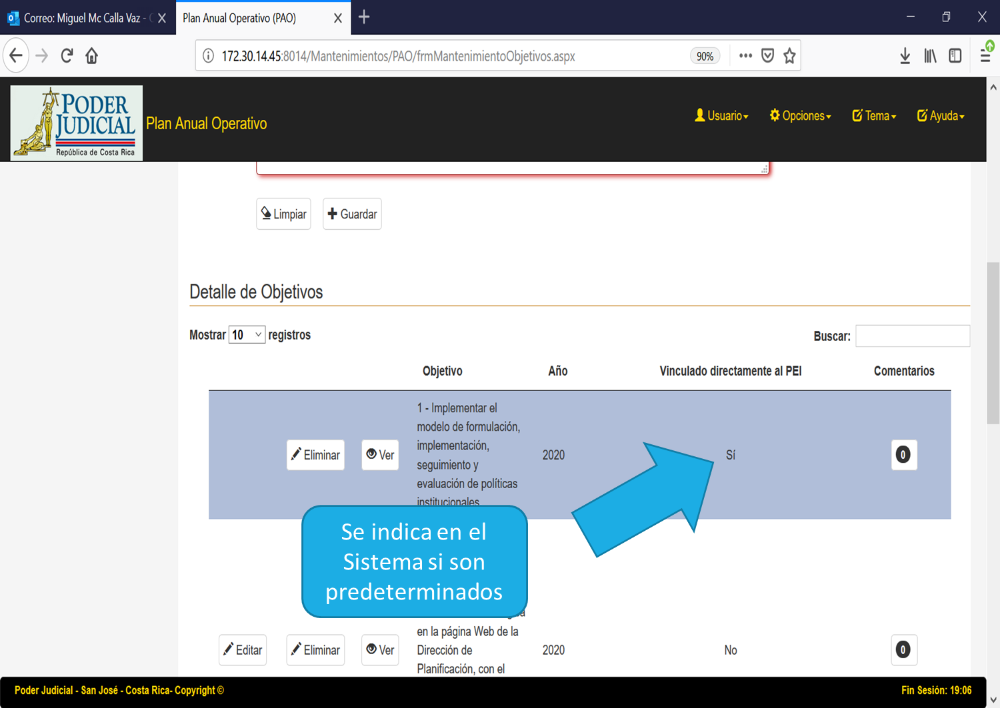 Correo: Miguel Mc Calla Vaz -
Plan Anual Operativo (PAO)
172.30.14.45:8014/Mantenimientos/PAO/frmMantenimientoObjetivos.aspx
90%
PODER
JUDICIAL
República de Costa Rica
Plan Anual Operativo
Usuario
Opciones
Tema
Ayuda
Limpiar
Guardar
Detalle de Objetivos
Mostrar 10 registros
Buscar:
Objetivo Año Vinculado directamente al PEI Comentarios
1 - Implementar el
modelo de formulación,
implementación,
seguimiento y
evaluación de políticas
institucionales
Eliminar Ver 2020 Sí 0
Se indica en el
Sistema si son
predeterminados
en la página Web de la
Dirección de
Planificación, con el
Editar Eliminar Ver 2020 No 0
Poder Judicial - San José - Costa Rica- Copyright ©
Fin Sesión: 19:06